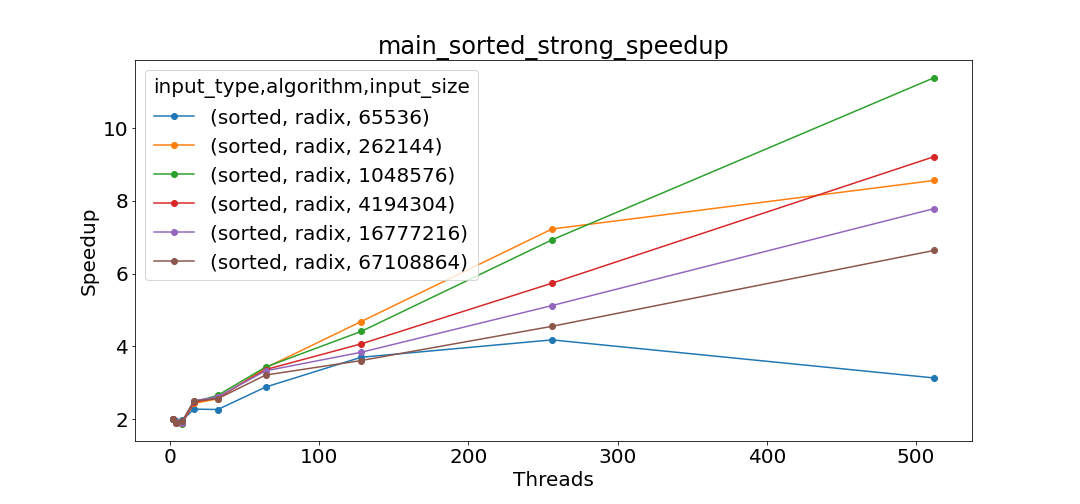 main_sorted_strong_speedup
input_type,algorithm,input_size
(sorted, radix, 65536)
(sorted, radix, 262144)
(sorted, radix, 1048576)
(sorted, radix, 4194304)
(sorted, radix, 16777216)
(sorted, radix, 67108864)
Speedup
10
8
6
4
2
0 100 200 300 400 500
Threads